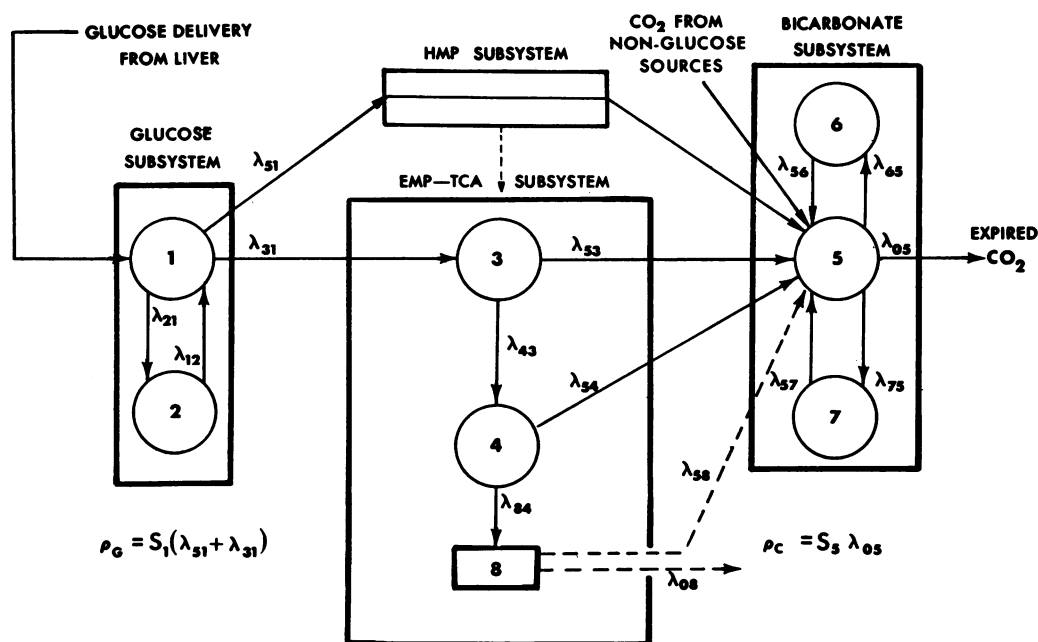 GLUCOSE DELIVERY
FROM LIVER
CO₂ FROM
NON-GLUCOSE
SOURCES
BICARBONATE
SUBSYSTEM
HMP SUBSYSTEM
GLUCOSE
SUBSYSTEM
λ₅₁
EMP—TCA SUBSYSTEM
6
λ₅₆
λ₆₅
1
λ₃₁
3
λ₅₃
5
λ₀₅
EXPIRED
CO₂
λ₂₁
λ₁₂
λ₄₃
λ₅₄
λ₅₇
λ₇₅
2
4
7
λ₈₄
λ₅₈
ρ_G = S₁(λ₅₁ + λ₃₁)
ρ_C = S₅ λ₀₅
8
λ₀₈